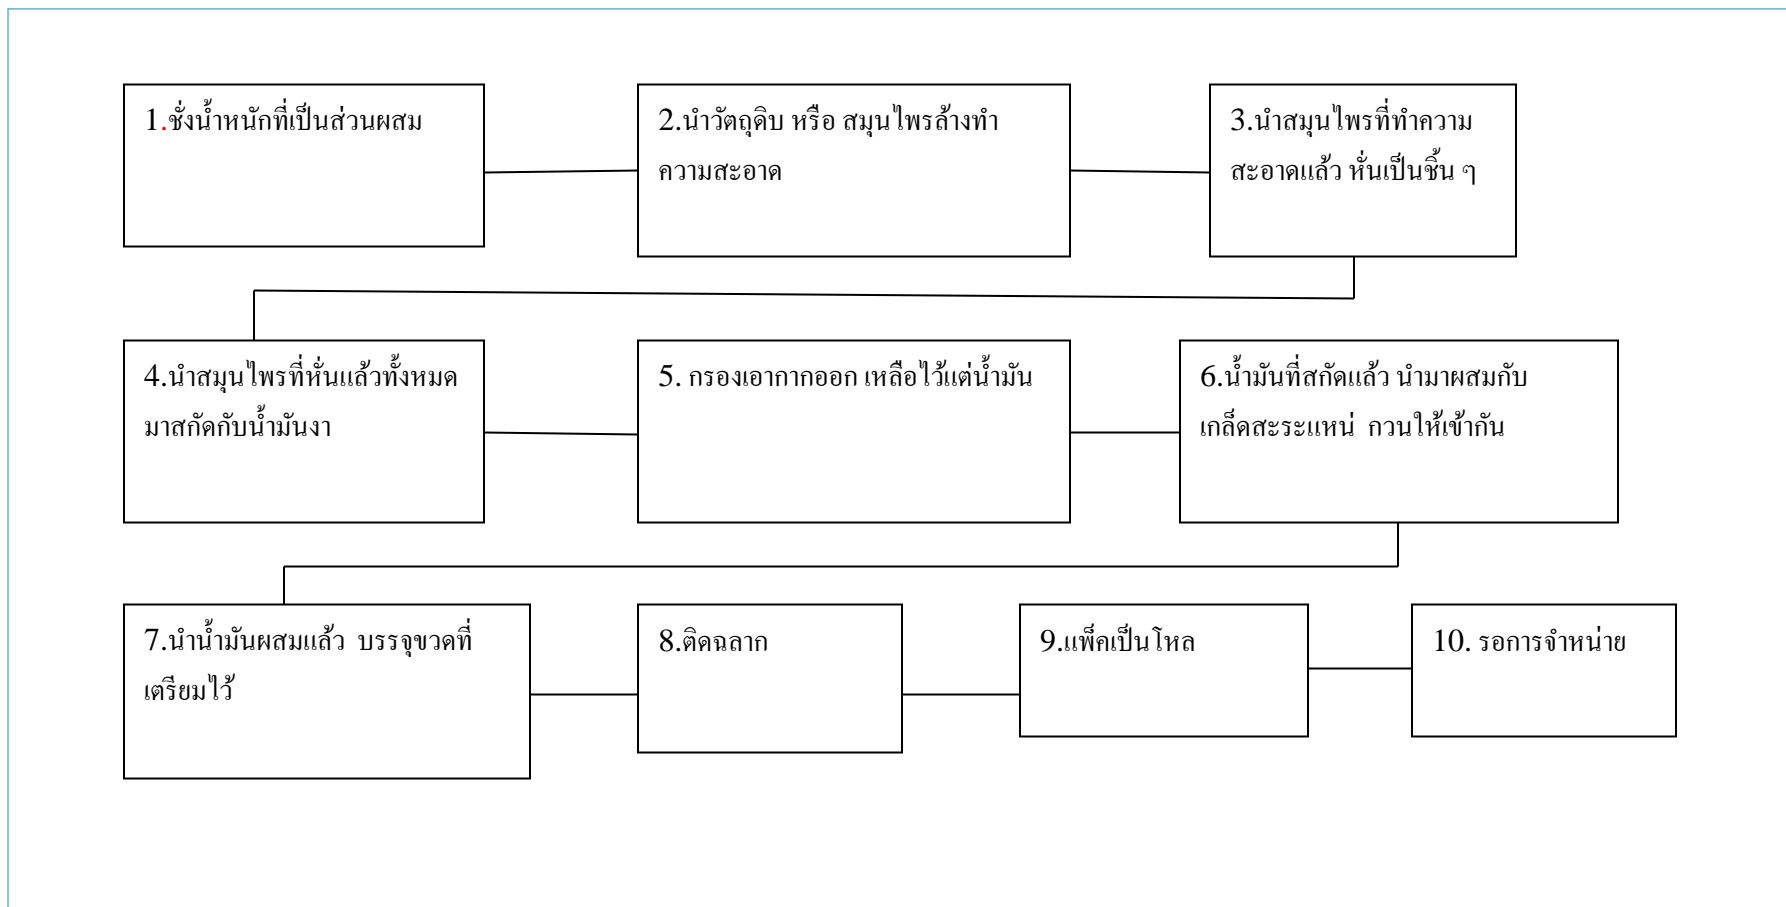 1.ชั่งน้ำหนักที่เป็นส่วนผสม
2.นำวัตถุดิบ หรือ สมุนไพรล้างทำ
ความสะอาด
3.นำสมุนไพรที่ทำความ
สะอาดแล้ว หั่นเป็นชิ้น ๆ
4.นำสมุนไพรที่หั่นแล้วทั้งหมด
มาสกัดกับน้ำมันงา
5. กรองเอากากออก เหลือไว้แต่น้ำมัน
6.น้ำมันที่สกัดแล้ว นำมาผสมกับ
เกล็ดสะระแหน่  กวนให้เข้ากัน
7.นำน้ำมันผสมแล้ว  บรรจุขวดที่
เตรียมไว้
8.ติดฉลาก
9.แพ็คเป็นโหล
10. รอการจำหน่าย